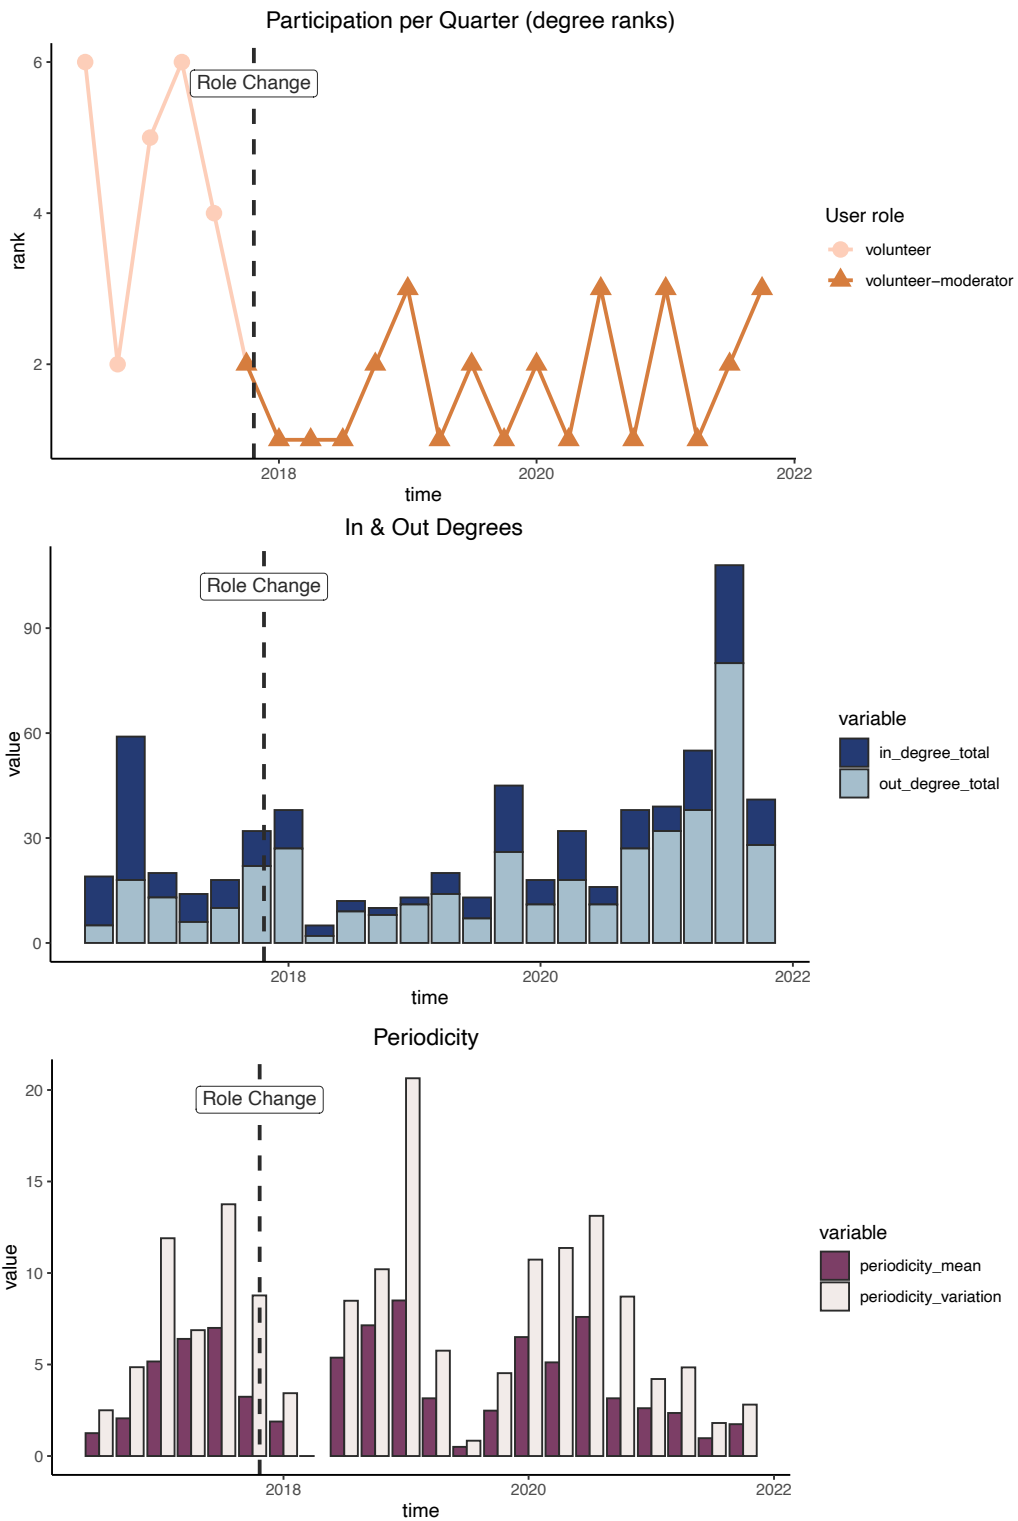 Participation per Quarter (degree ranks)
6
Role Change
4
rank
2
2018
2020
2022
time
User role
volunteer
volunteer−moderator
In & Out Degrees
Role Change
90
60
value
30
0
2018
2020
2022
time
variable
in_degree_total
out_degree_total
Periodicity
20
Role Change
15
value
10
5
0
2018
2020
2022
time
variable
periodicity_mean
periodicity_variation